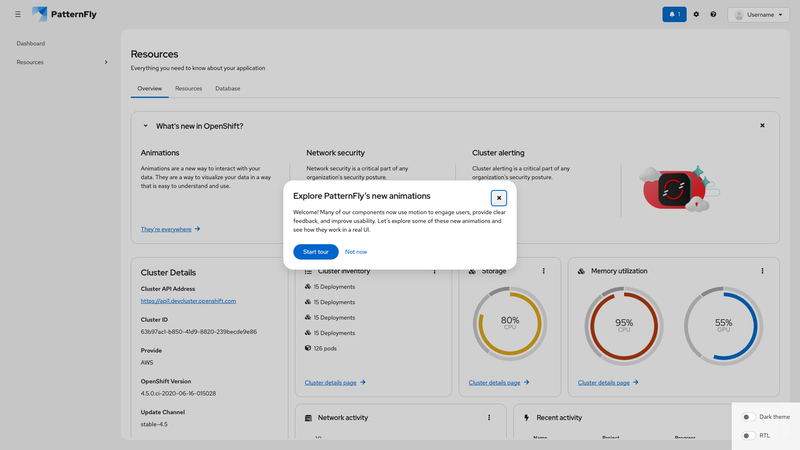 PatternFly
1
Username
Dashboard
Resources
Resources
Everything you need to know about your application
Overview
Resources
Database
What's new in OpenShift?
Animations
Animations are a new way to interact with your
data. They are a way to visualize your data in a way
that is easy to understand and use.
They're everywhere
Network security
Network security is a critical part of any
organization's security posture.
Cluster alerting
Cluster alerting is a critical part of any
organization's security posture.
Explore PatternFly's new animations
Welcome! Many of our components now use motion to engage users, provide clear
feedback, and improve usability. Let's explore some of these new animations and
see how they work in a real UI.
Start tour
Not now
Cluster Details
Cluster API Address
https://api1.devcluster.openshift.com
Cluster ID
63b97ac1-b850-41d9-8820-239becde9e86
Provide
AWS
OpenShift Version
4.5.0.ci-2020-06-16-015028
Update Channel
stable-4.5
Cluster inventory
15 Deployments
15 Deployments
15 Deployments
15 Deployments
126 pods
Cluster details page
Storage
80%
CPU
Cluster details page
Memory utilization
95%
CPU
55%
GPU
Cluster details page
Network activity
Recent activity
Name
Project
Progress
Dark theme
RTL